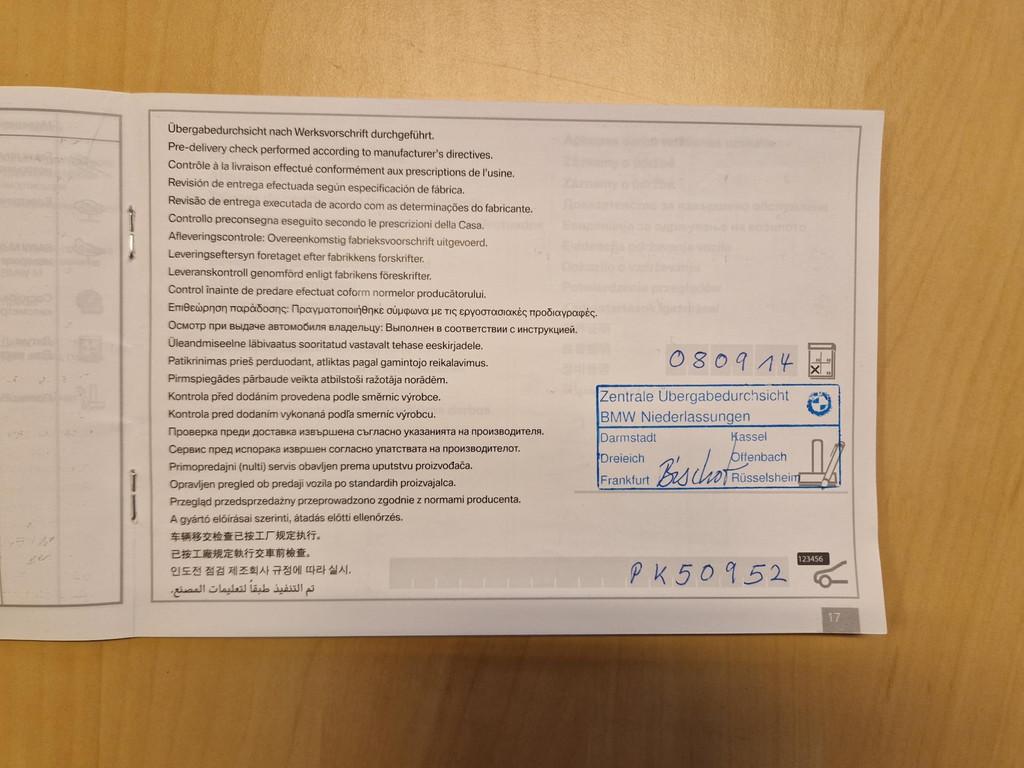 Übergabedurchsicht nach Werksvorschrift durchgeführt.
Pre-delivery check performed according to manufacturer's directives.
Contrôle à la livraison effectué conformément aux prescriptions de l'usine.
Revisión de entrega efectuada según especificación de fábrica.
Revisão de entrega executada de acordo com as determinações do fabricante.
Controllo preconsegna eseguito secondo le prescrizioni della Casa.
Afleveringscontrole: Overeenkomstig fabrieksvoorschrift uitgevoerd.
Leveringseftersyn foretaget efter fabrikkens forskrifter.
Leveranskontroll genomförd enligt fabrikens föreskrifter.
Control înainte de predare efectuat coform normelor producătorului.
Επιθεώρηση παράδοσης: Πραγματοποιήθηκε σύμφωνα με τις εργοστασιακές προδιαγραφές.
Осмотр при выдаче автомобиля владельцу: Выполнен в соответствии с инструкцией.
Üleandmiseelne läbivaatus sooritatud vastavalt tehase eeskirjadele.
Patikrinimas prieš perduodant, atliktas pagal gamintojo reikalavimus.
Pirmspiegādes pārbaude veikta atbilstoši ražotāja norādēm.
Kontrola před dodáním provedena podle směrnic výrobce.
Kontrola pred dodaním vykonaná podľa smerníc výrobcu.
Проверка преди доставка извършена съгласно указанията на производителя.
Сервис пред испорака извршен согласно упатствата на производителот.
Primopredajni (nulti) servis obavljen prema uputstvu proizvođača.
Opravljen pregled ob predaji vozila po standardih proizvajalca.
Przegląd przedsprzedażny przeprowadzono zgodnie z normami producenta.
A gyártó előírásai szerinti, átadás előtti ellenőrzés.
车辆移交检查已按工厂规定执行。
已按工廠規定執行交車前檢查。
인도전 점검 제조회사 규정에 따라 실시.
تم التنفيذ طبقاً لتعليمات المصنع.
080914
Zentrale Übergabedurchsicht
BMW Niederlassungen
Darmstadt Kassel
Dreieich Offenbach
Frankfurt Bischof Rüsselsheim
123456
PK50952
17